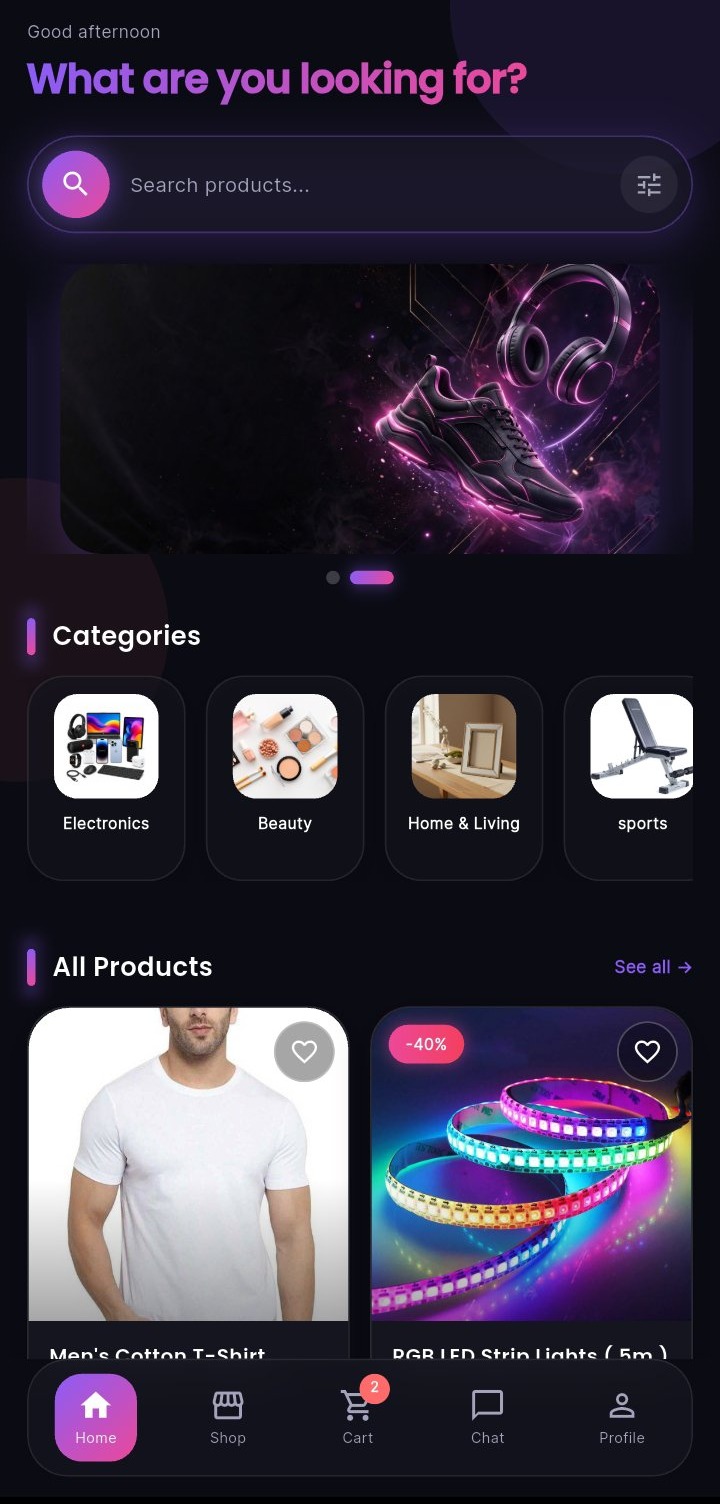 Good afternoon
What are you looking for?
Search products...
Categories
Electronics
Beauty
Home & Living
sports
All Products
See all →
-40%
Men's Cotton T-Shirt
RGB LED Strip Lights ( 5m )
2
Home
Shop
Cart
Chat
Profile